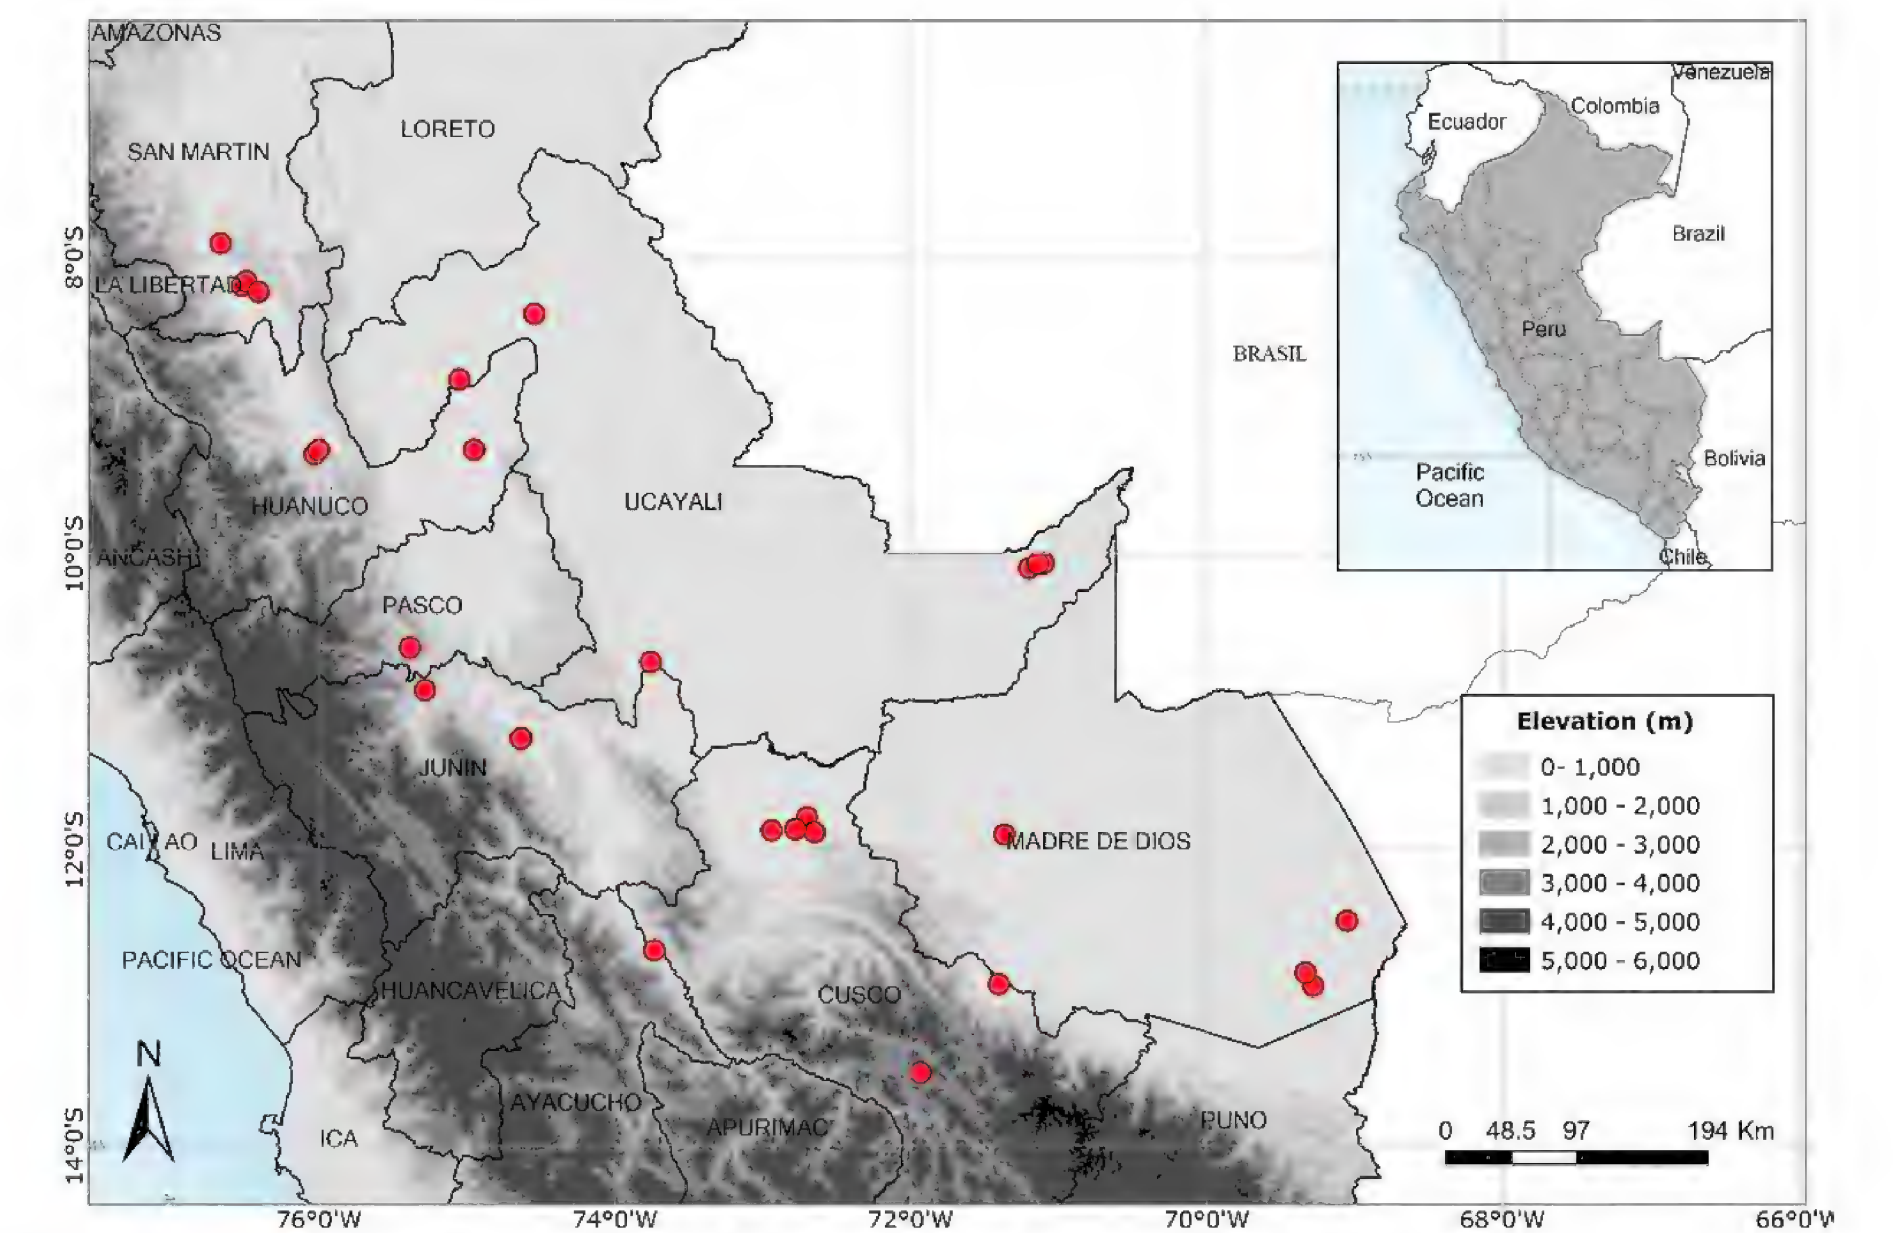 AMAZONAS
LORETO
SAN MARTIN
LA LIBERTAD
BRASIL
UCAYALI
HUANUCO
ANCASH
PASCO
JUNIN
CALLAO
LIMA
MADRE DE DIOS
PACIFIC OCEAN
HUANCAVELICA
CUSCO
AYACUCHO
APURIMAC
PUNO
ICA
N
Venezuela
Colombia
Ecuador
Brazil
Peru
Bolivia
Pacific
Ocean
Chile
Elevation (m)
0- 1,000
1,000 - 2,000
2,000 - 3,000
3,000 - 4,000
4,000 - 5,000
5,000 - 6,000
0 48.5 97 194 Km
8°0'S
10°0'S
12°0'S
14°0'S
76°0'W 74°0'W 72°0'W 70°0'W 68°0'W 66°0'W